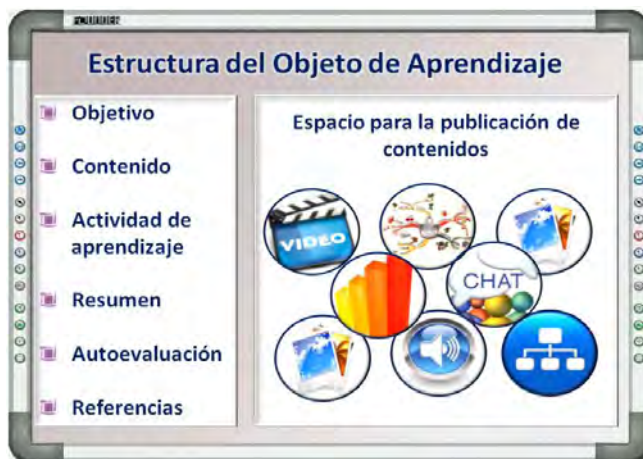 FOUNDER
Estructura del Objeto de Aprendizaje
Objetivo
Contenido
Actividad de
aprendizaje
Resumen
Autoevaluación
Referencias
Espacio para la publicación de
contenidos
VIDEO
CHAT